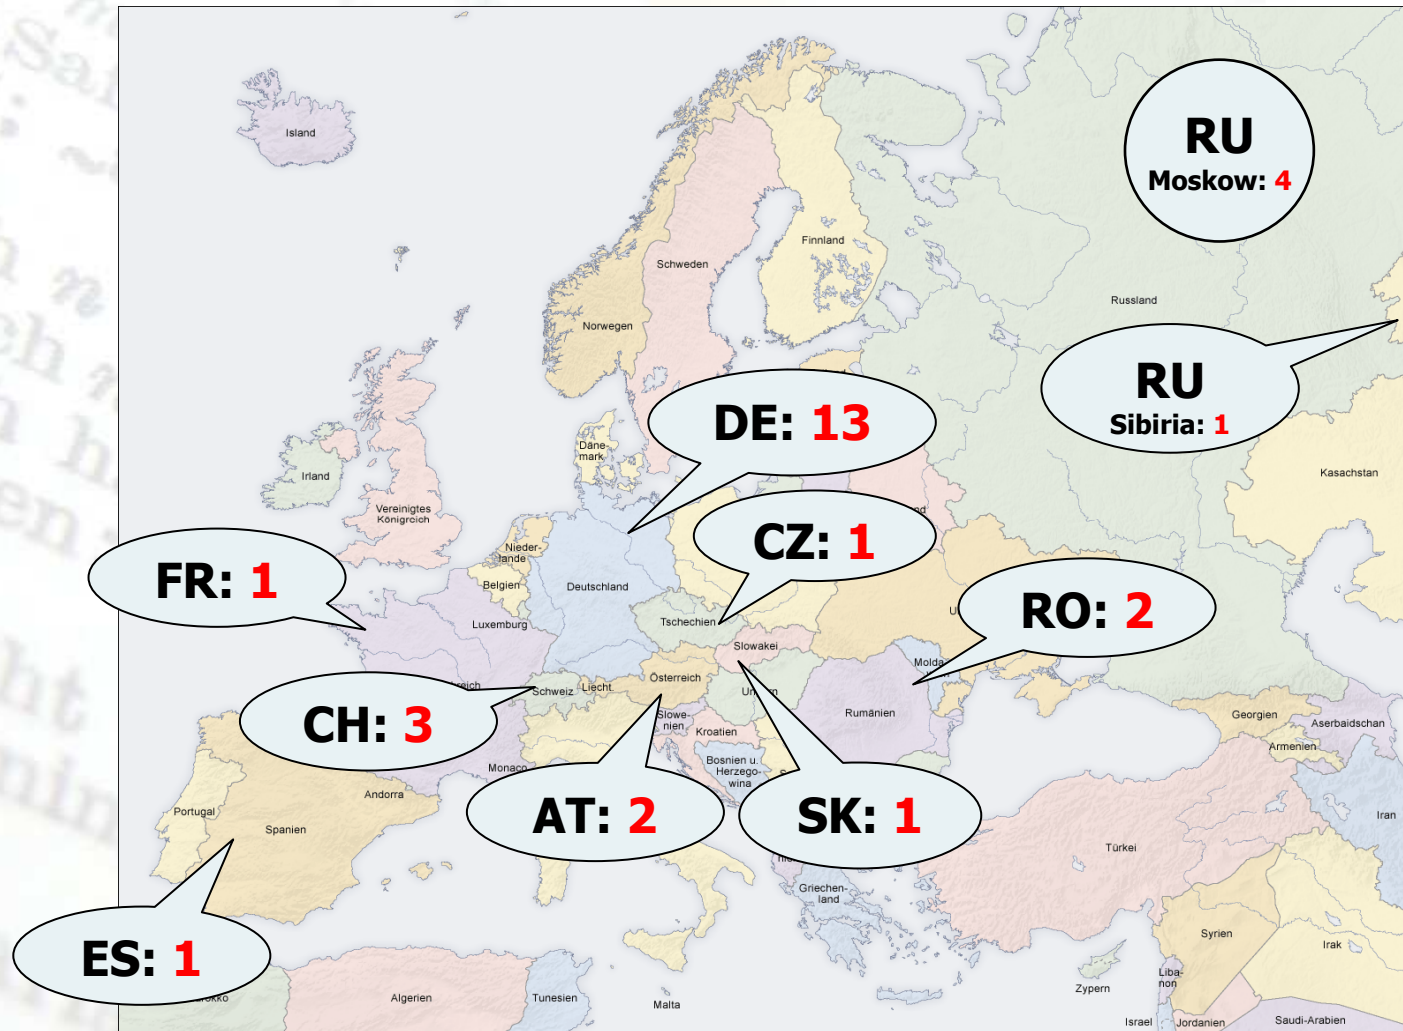 Island
RU
Moskow: 4
Finnland
Schweden
Russland
Norwegen
RU
Sibiria: 1
DE: 13
Däne-
mark
Irland
Kasachstan
Vereinigtes
Königreich
CZ: 1
Nieder-
lande
FR: 1
Belgien
Deutschland
RO: 2
Luxemburg
Tschechien
Slowakei
Molda
Schweiz
Liecht.
Österreich
CH: 3
Slowe-
nien
Kroatien
Rumänien
Georgien
Aserbaidschan
Armenien
Monaco
Bosnien u.
Herzego-
wina
Andorra
Portugal
Spanien
AT: 2
SK: 1
Iran
Türkei
Griechen-
land
ES: 1
Syrien
Irak
Liba-
non
Zypern
Algerien
Tunesien
Malta
Israel
Jordanien
Saudi-Arabien